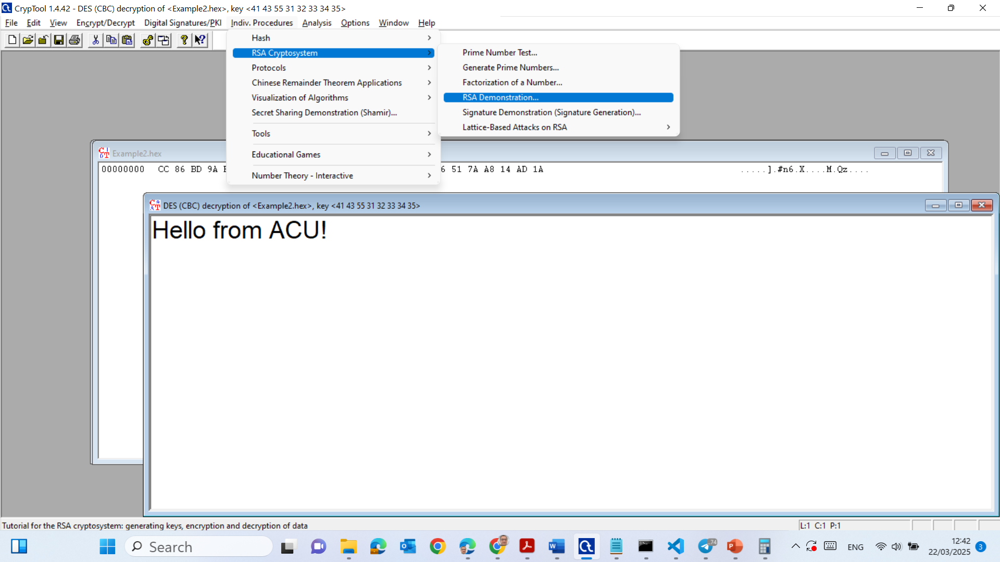 CrypTool 1.4.42 - DES (CBC) decryption of <Example2.hex>, key <41 43 55 31 32 33 34 35>
File Edit View Encrypt/Decrypt Digital Signatures/PKI Indiv. Procedures Analysis Options Window Help
Hash
RSA Cryptosystem
Protocols
Chinese Remainder Theorem Applications
Visualization of Algorithms
Secret Sharing Demonstration (Shamir)...
Tools
Educational Games
Number Theory - Interactive
Prime Number Test...
Generate Prime Numbers...
Factorization of a Number...
RSA Demonstration...
Signature Demonstration (Signature Generation)...
Lattice-Based Attacks on RSA
Example2.hex
00000000 CC 86 BD 9A 51 7A A8 14 AD 1A .....].#n6.X....M.Qz....
DES (CBC) decryption of <Example2.hex>, key <41 43 55 31 32 33 34 35>
Hello from ACU!
Tutorial for the RSA cryptosystem: generating keys, encryption and decryption of data
L:1 C:1 P:1
Search
74
ENG
12:42
22/03/2025
3